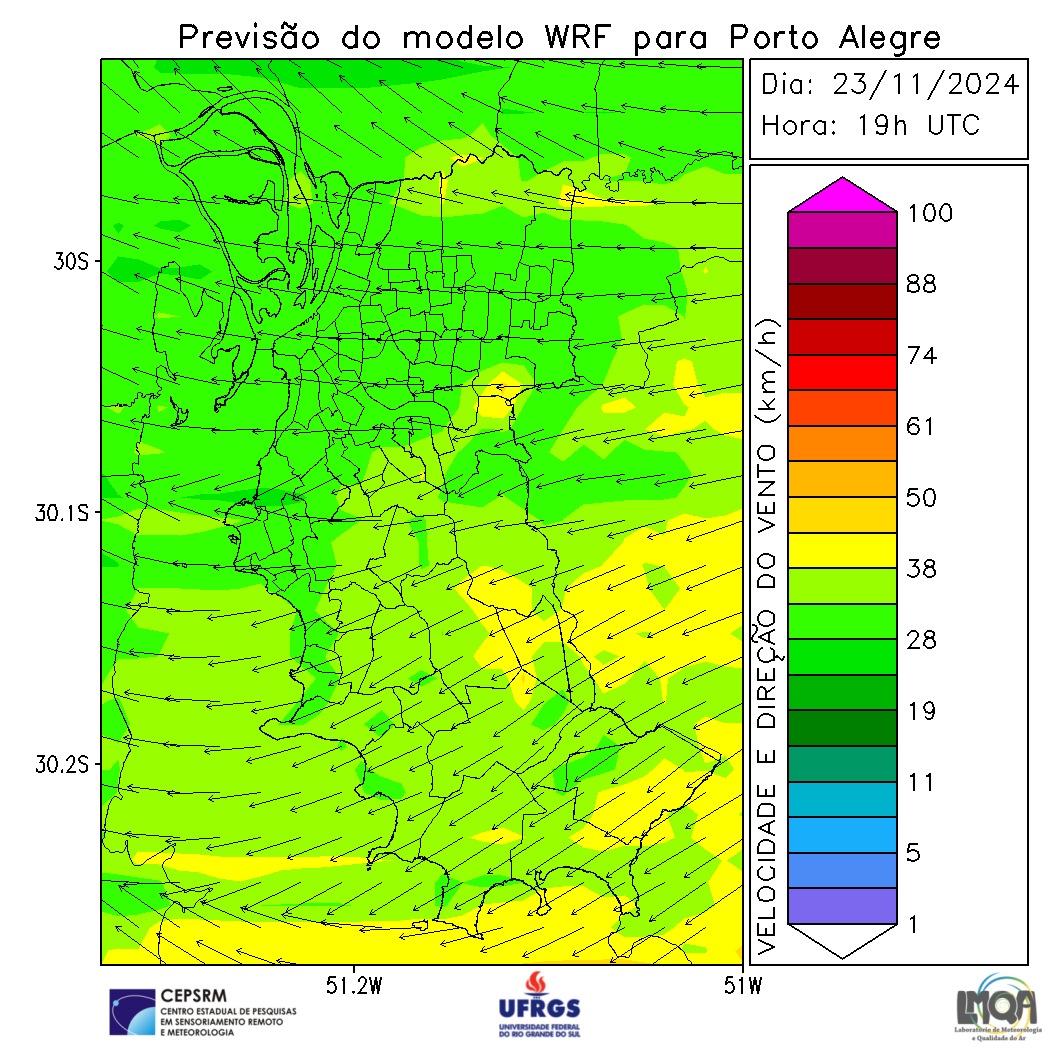 Previsão do modelo WRF para Porto Alegre
Dia: 23/11/2024
Hora: 19h UTC
30S
30.1S
30.2S
51.2W
51W
VELOCIDADE E DIREÇÃO DO VENTO (km/h)
100
88
74
61
50
38
28
19
11
5
1
CEPSRM
CENTRO ESTADUAL DE PESQUISAS
EM SENSORIAMENTO REMOTO
E METEOROLOGIA
UFRGS
UNIVERSIDADE FEDERAL
DO RIO GRANDE DO SUL
LMQA
Laboratório de Meteorologia
e Qualidade do Ar